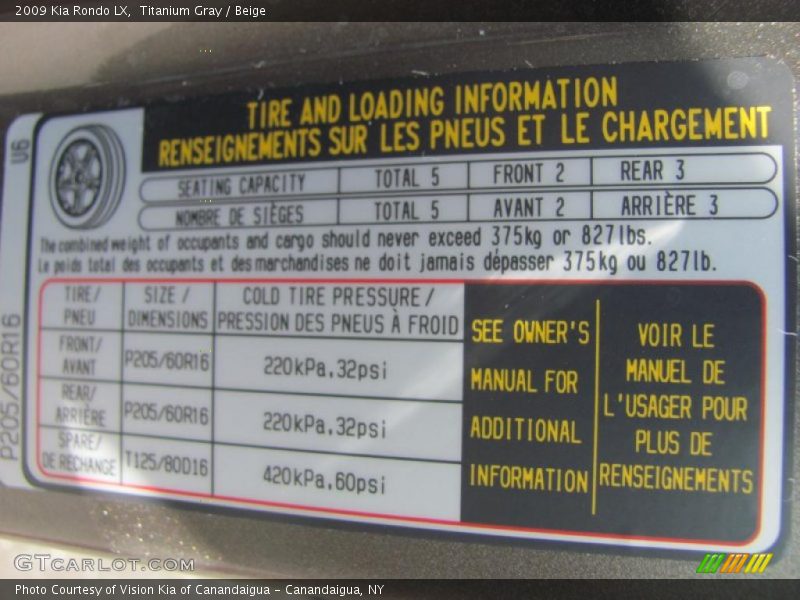 2009 Kia Rondo LX, Titanium Gray / Beige
TIRE AND LOADING INFORMATION
RENSEIGNEMENTS SUR LES PNEUS ET LE CHARGEMENT
U6
SEATING CAPACITY TOTAL 5 FRONT 2 REAR 3
NOMBRE DE SIÈGES TOTAL 5 AVANT 2 ARRIÈRE 3
The combined weight of occupants and cargo should never exceed 375kg or 827lbs.
Le poids total des occupants et des marchandises ne doit jamais dépasser 375kg ou 827lb.
TIRE/ SIZE / COLD TIRE PRESSURE/
PNEU DIMENSIONS PRESSION DES PNEUS À FROID
FRONT/
AVANT P205/60R16 220kPa,32psi
REAR/
ARRIÈRE P205/60R16 220kPa,32psi
SPARE/
DE RECHANGE T125/80D16 420kPa,60psi
SEE OWNER'S
MANUAL FOR
ADDITIONAL
INFORMATION
VOIR LE
MANUEL DE
L'USAGER POUR
PLUS DE
RENSEIGNEMENTS
P205/60R16
GTCarLot.com
Photo Courtesy of Vision Kia of Canandaigua - Canandaigua, NY